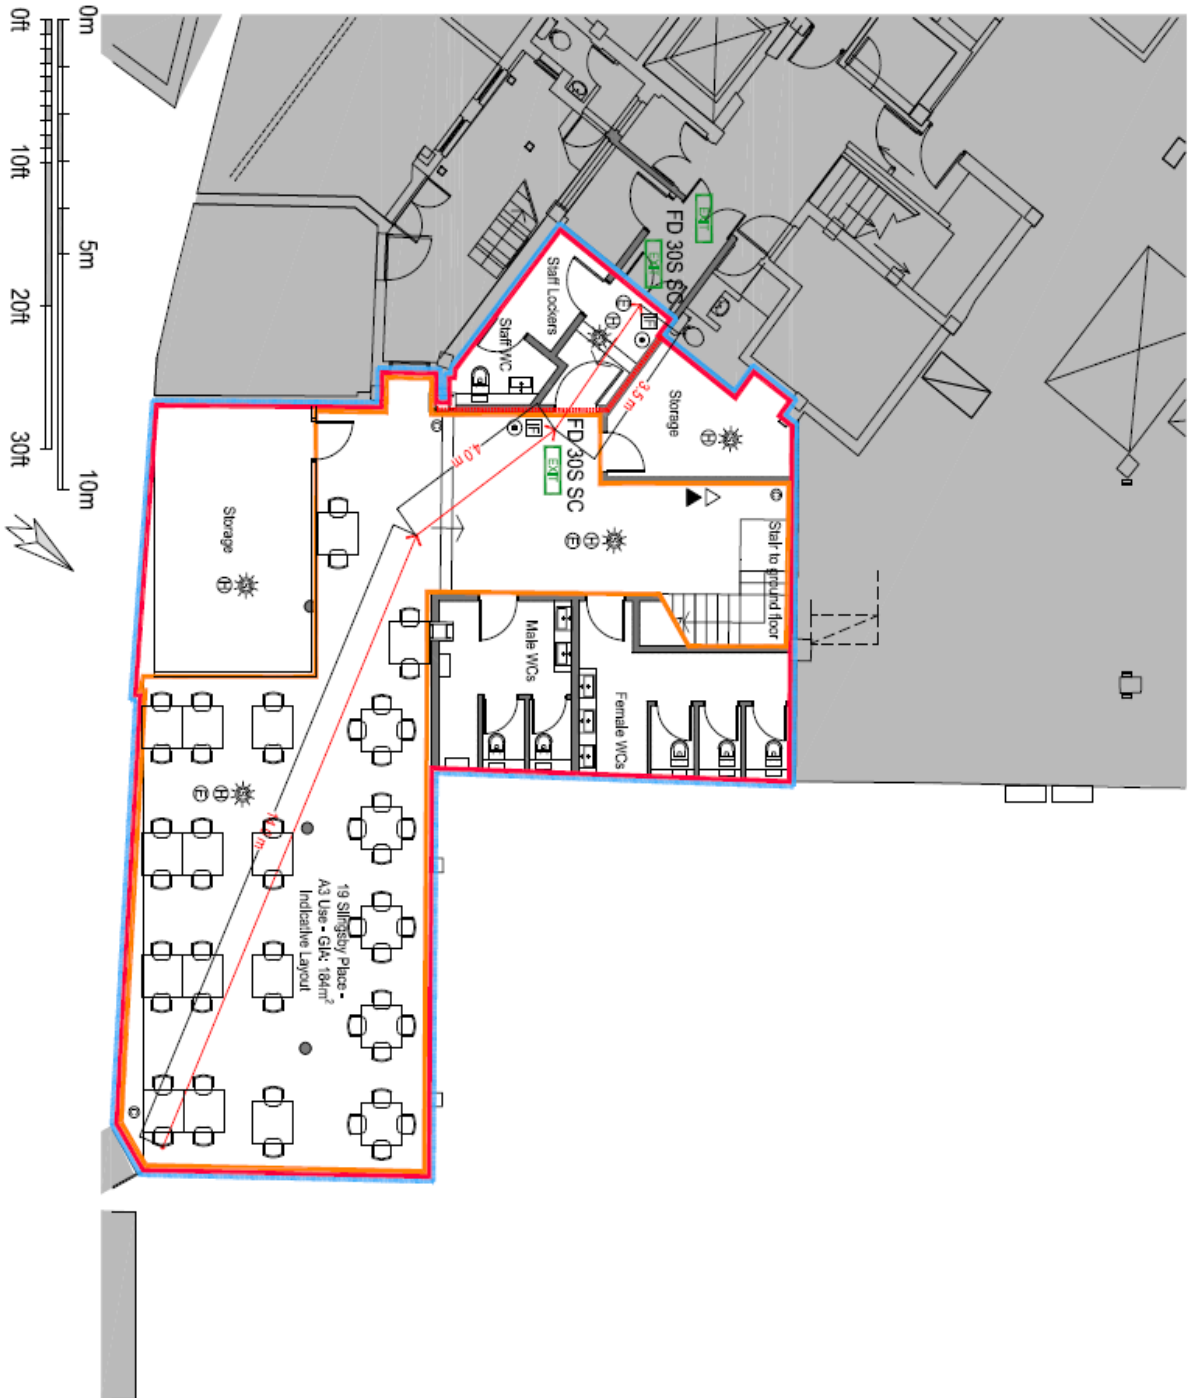 0m
5m
10m
0ft
10ft
20ft
30ft
EXIT
FD 30S SC
EXIT
Staff Lockers
Staff WC
3.5 m
Storage
FD 30S SC
EXIT
4.0 m
Storage
Stair to ground floor
Male WCs
Female WCs
19 Slingsby Place -
A3 Use - GIA: 184m²
Indicative Layout